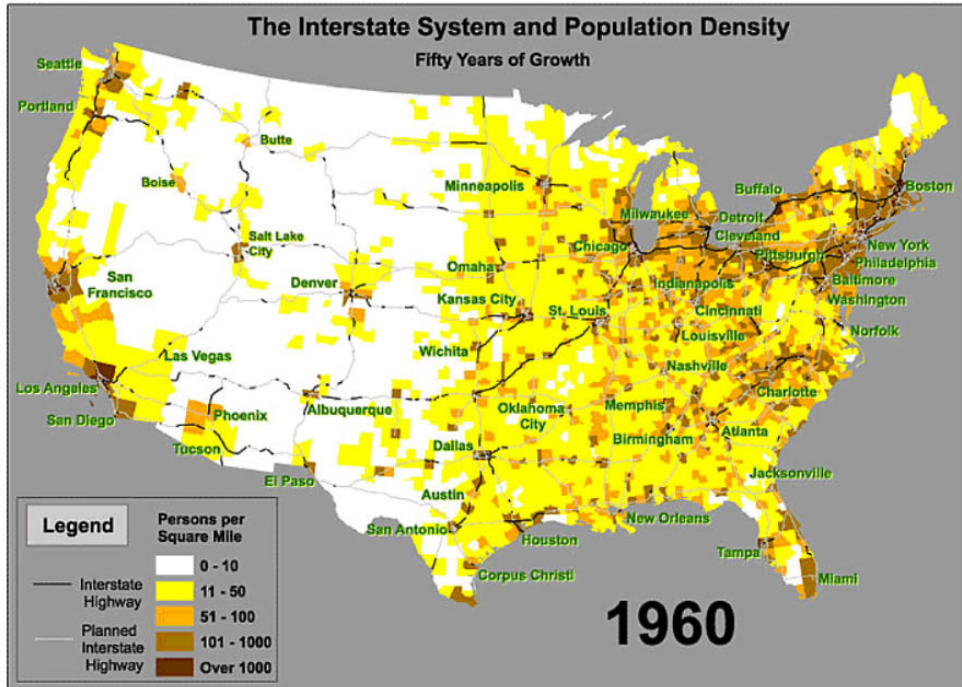 The Interstate System and Population Density
Fifty Years of Growth
Seattle
Portland
Butte
Boise
Minneapolis
Buffalo
Boston
Milwaukee
Detroit
Salt Lake
City
Chicago
Cleveland
New York
Omaha
Pittsburgh
Philadelphia
San
Francisco
Denver
Indianapolis
Baltimore
Kansas City
St. Louis
Cincinnati
Washington
Louisville
Norfolk
Las Vegas
Wichita
Nashville
Los Angeles
Charlotte
San Diego
Phoenix
Albuquerque
Oklahoma
City
Memphis
Atlanta
Tucson
Dallas
Birmingham
El Paso
Jacksonville
Austin
San Antonio
New Orleans
Houston
Tampa
Corpus Christi
Miami
1960
Legend
Persons per
Square Mile
0 - 10
Interstate
Highway
11 - 50
51 - 100
Planned
Interstate
Highway
101 - 1000
Over 1000